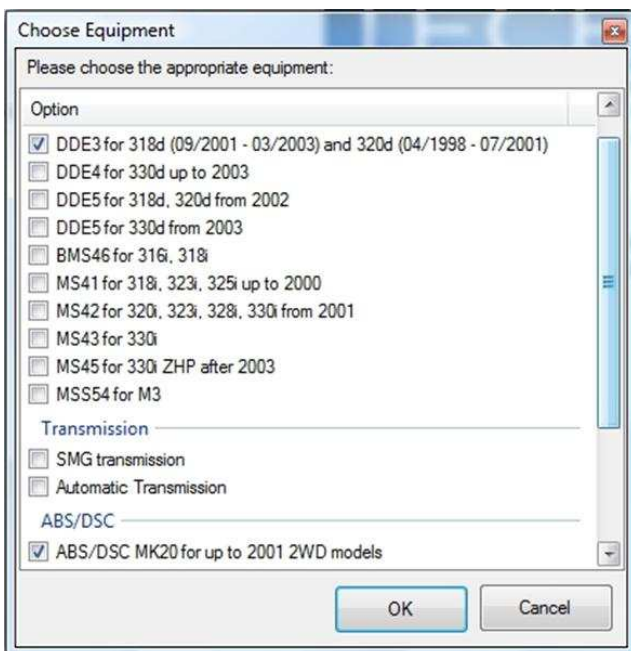 Choose Equipment
Please choose the appropriate equipment:
Option
DDE3 for 318d (09/2001 - 03/2003) and 320d (04/1998 - 07/2001)
DDE4 for 330d up to 2003
DDE5 for 318d, 320d from 2002
DDE5 for 330d from 2003
BMS46 for 316i, 318i
MS41 for 318i, 323i, 325i up to 2000
MS42 for 320i, 323i, 328i, 330i from 2001
MS43 for 330i
MS45 for 330i ZHP after 2003
MSS54 for M3
Transmission
SMG transmission
Automatic Transmission
ABS/DSC
ABS/DSC MK20 for up to 2001 2WD models
OK Cancel